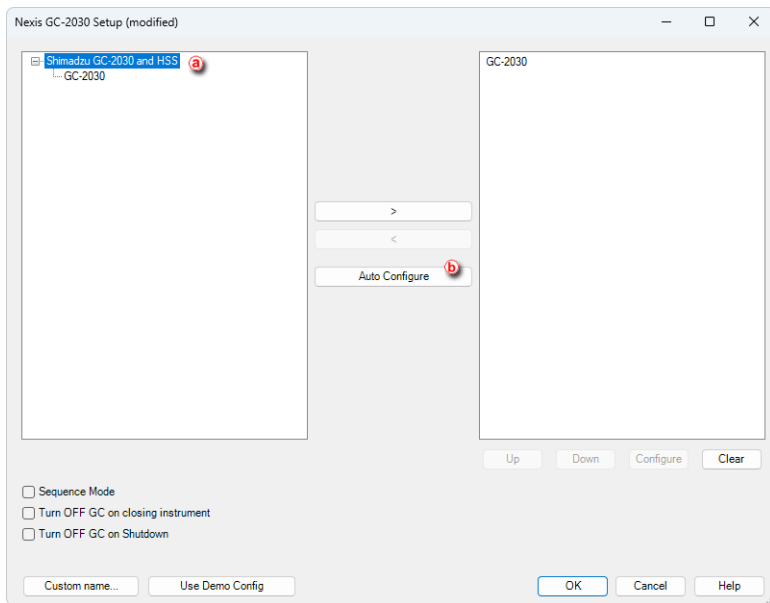 Nexis GC-2030 Setup (modified)
Shimadzu GC-2030 and HSS
a
GC-2030
GC-2030
>
<
Auto Configure
b
Up
Down
Configure
Clear
Sequence Mode
Turn OFF GC on closing instrument
Turn OFF GC on Shutdown
Custom name...
Use Demo Config
OK
Cancel
Help